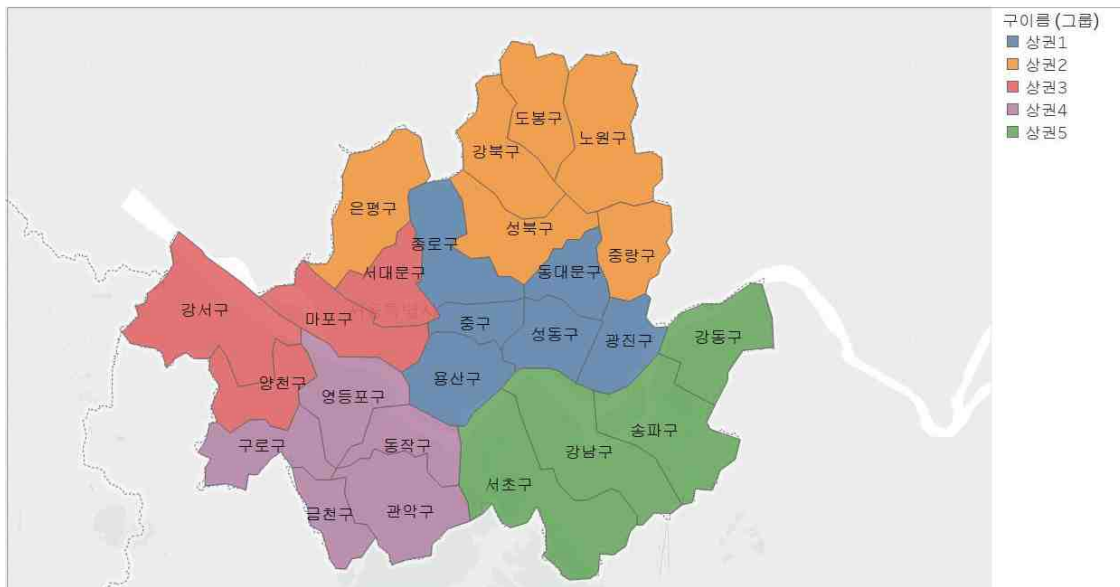 구이름 (그룹)
상권1
상권2
상권3
상권4
상권5
도봉구
노원구
강북구
은평구
성북구
종로구
중랑구
서대문구
동대문구
강서구
마포구
중구
성동구
광진구
강동구
양천구
용산구
영등포구
송파구
구로구
동작구
강남구
서초구
금천구
관악구